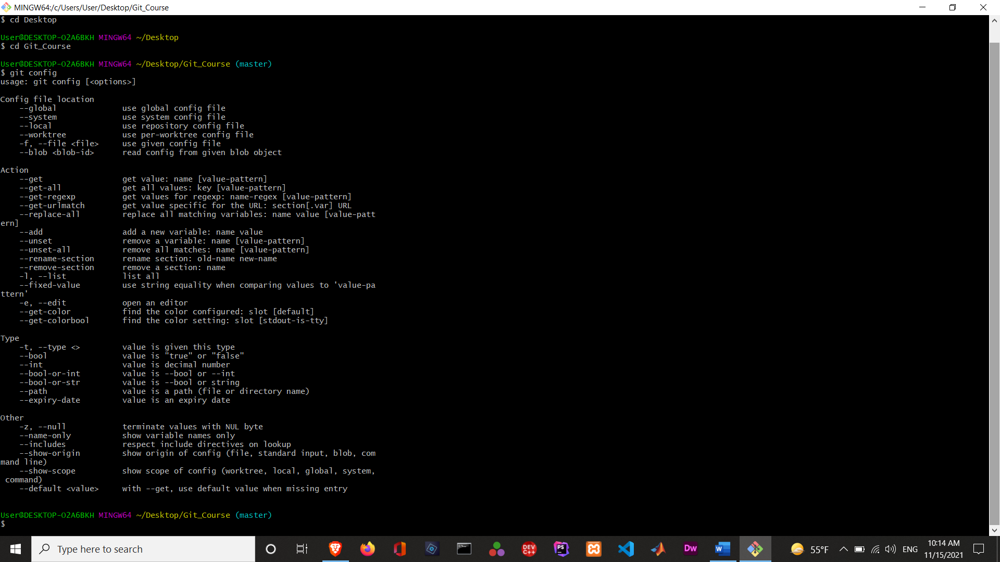 MINGW64:/c/Users/User/Desktop/Git_Course
$ cd Desktop
User@DESKTOP-O2A6BKH MINGW64 ~/Desktop
$ cd Git_Course
User@DESKTOP-O2A6BKH MINGW64 ~/Desktop/Git_Course (master)
$ git config
usage: git config [<options>]
Config file location
--global use global config file
--system use system config file
--local use repository config file
--worktree use per-worktree config file
-f, --file <file> use given config file
--blob <blob-id> read config from given blob object
Action
--get get value: name [value-pattern]
--get-all get all values: key [value-pattern]
--get-regexp get values for regexp: name-regex [value-pattern]
--get-urlmatch get value specific for the URL: section[.var] URL
--replace-all replace all matching variables: name value [value-patt
ern]
--add add a new variable: name value
--unset remove a variable: name [value-pattern]
--unset-all remove all matches: name [value-pattern]
--rename-section rename section: old-name new-name
--remove-section remove a section: name
-l, --list list all
--fixed-value use string equality when comparing values to 'value-pa
ttern'
-e, --edit open an editor
--get-color find the color configured: slot [default]
--get-colorbool find the color setting: slot [stdout-is-tty]
Type
-t, --type <> value is given this type
--bool value is "true" or "false"
--int value is decimal number
--bool-or-int value is --bool or --int
--bool-or-str value is --bool or string
--path value is a path (file or directory name)
--expiry-date value is an expiry date
Other
-z, --null terminate values with NUL byte
--name-only show variable names only
--includes respect include directives on lookup
--show-origin show origin of config (file, standard input, blob, com
mand line)
--show-scope show scope of config (worktree, local, global, system,
command)
--default <value> with --get, use default value when missing entry
User@DESKTOP-O2A6BKH MINGW64 ~/Desktop/Git_Course (master)
$
Type here to search
DEV C++
PS
Dw
W
55°F
ENG
10:14 AM
11/15/2021